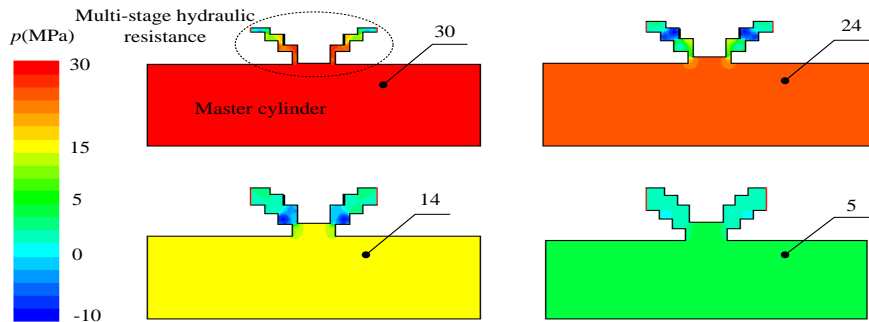 Multi-stage hydraulic
resistance
p(MPa)
30
15
5
0
-10
30
Master cylinder
24
14
5